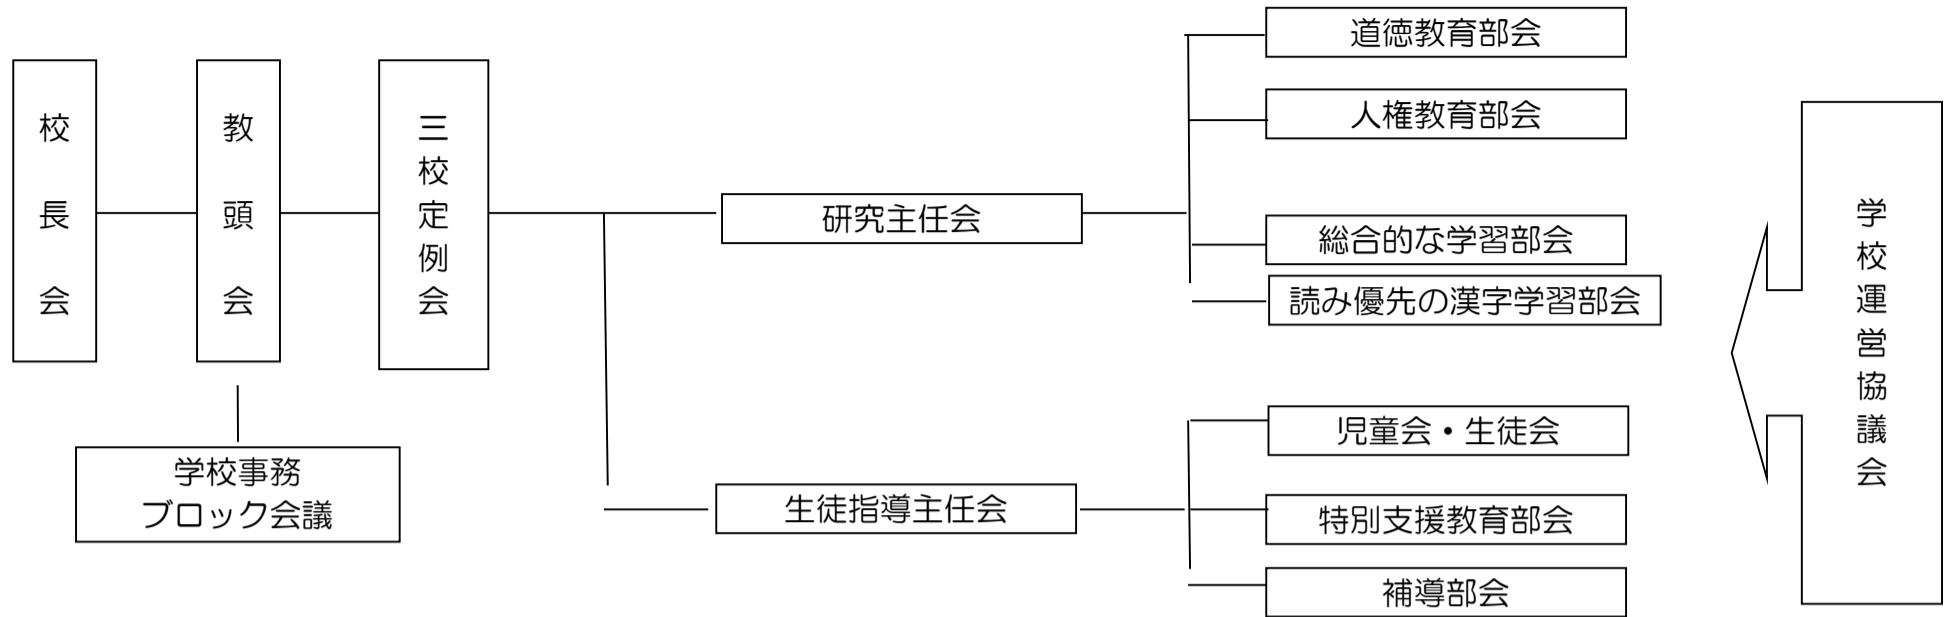 校長会
教頭会
三校定例会
学校事務
ブロック会議
研究主任会
生徒指導主任会
道徳教育部会
人権教育部会
総合的な学習部会
読み優先の漢字学習部会
児童会・生徒会
特別支援教育部会
補導部会
学校運営協議会